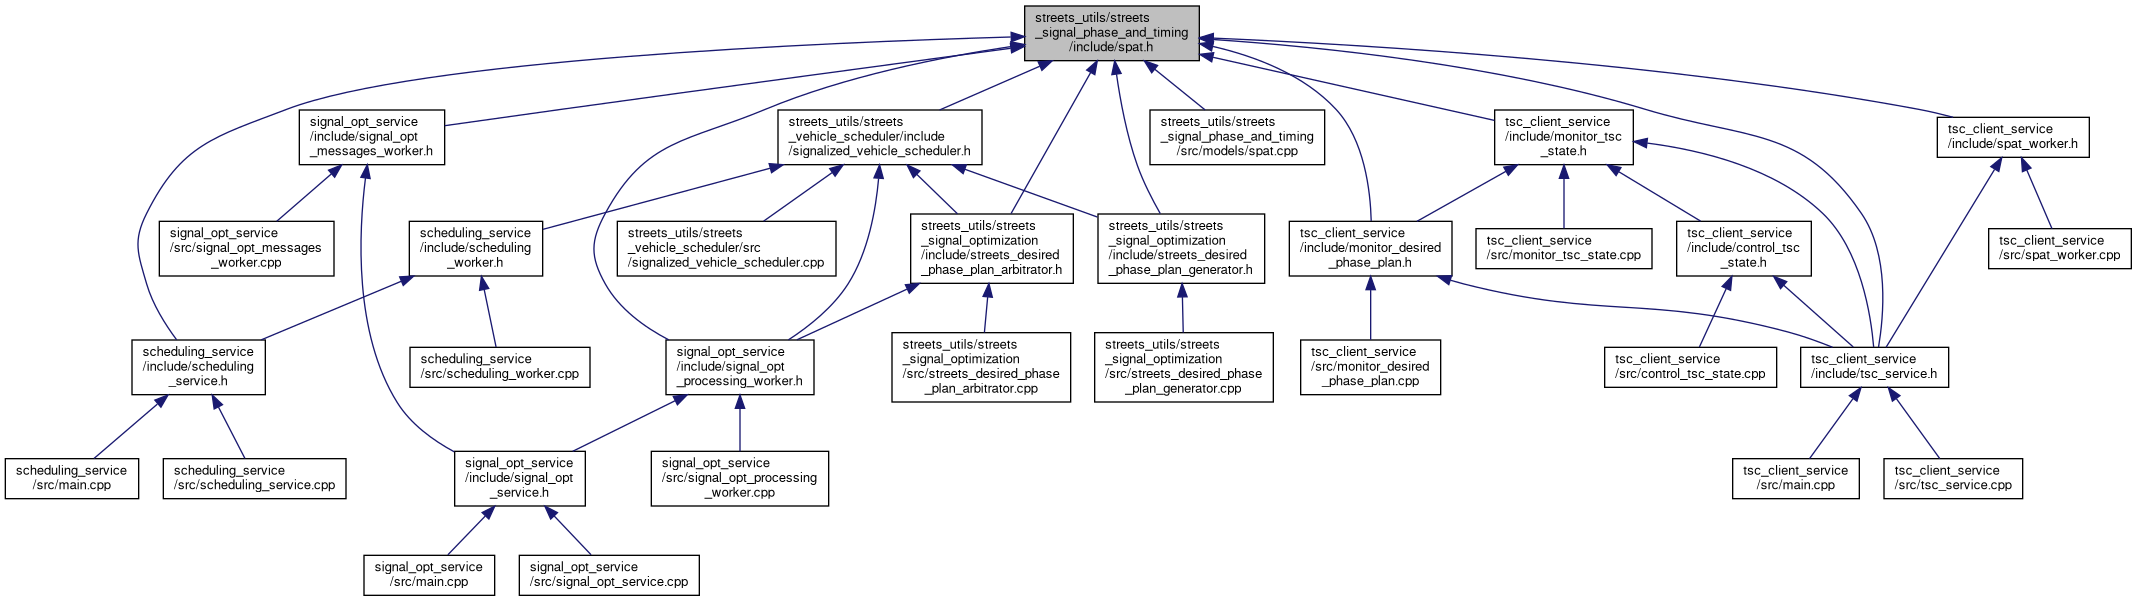 streets_utils/streets
_signal_phase_and_timing
/include/spat.h
signal_opt_service
/include/signal_opt
_messages_worker.h
streets_utils/streets
_vehicle_scheduler/include
/signalized_vehicle_scheduler.h
streets_utils/streets
_signal_phase_and_timing
/src/models/spat.cpp
tsc_client_service
/include/monitor_tsc
_state.h
tsc_client_service
/include/spat_worker.h
signal_opt_service
/src/signal_opt_messages
_worker.cpp
scheduling_service
/include/scheduling
_worker.h
streets_utils/streets
_vehicle_scheduler/src
/signalized_vehicle_scheduler.cpp
streets_utils/streets
_signal_optimization
/include/streets_desired
_phase_plan_arbitrator.h
streets_utils/streets
_signal_optimization
/include/streets_desired
_phase_plan_generator.h
tsc_client_service
/include/monitor_desired
_phase_plan.h
tsc_client_service
/src/monitor_tsc_state.cpp
tsc_client_service
/include/control_tsc
_state.h
tsc_client_service
/src/spat_worker.cpp
scheduling_service
/include/scheduling
_service.h
scheduling_service
/src/scheduling_worker.cpp
signal_opt_service
/include/signal_opt
_processing_worker.h
streets_utils/streets
_signal_optimization
/src/streets_desired_phase
_plan_arbitrator.cpp
streets_utils/streets
_signal_optimization
/src/streets_desired_phase
_plan_generator.cpp
tsc_client_service
/src/monitor_desired
_phase_plan.cpp
tsc_client_service
/src/control_tsc_state.cpp
tsc_client_service
/include/tsc_service.h
scheduling_service
/src/main.cpp
scheduling_service
/src/scheduling_service.cpp
signal_opt_service
/include/signal_opt
_service.h
signal_opt_service
/src/signal_opt_processing
_worker.cpp
tsc_client_service
/src/main.cpp
tsc_client_service
/src/tsc_service.cpp
signal_opt_service
/src/main.cpp
signal_opt_service
/src/signal_opt_service.cpp